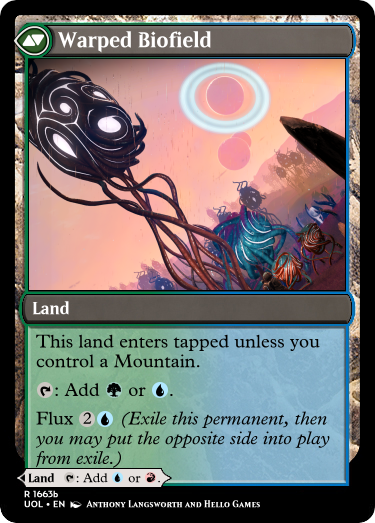 Warped Biofield
Land
This land enters tapped unless you
control a Mountain.
: Add or .
Flux 2 (Exile this permanent, then
you may put the opposite side into play
from exile.)
Land : Add or .
R 1663b
UOL • EN Anthony Langsworth and Hello Games